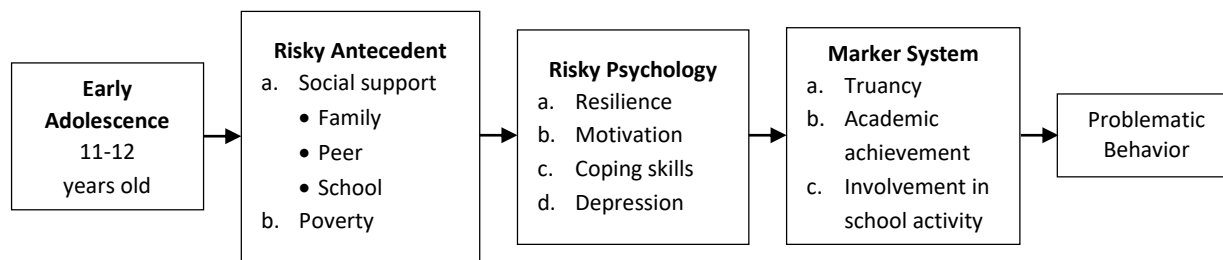 Early
Adolescence
11-12
years old
Risky Antecedent
a. Social support
• Family
• Peer
• School
b. Poverty
Risky Psychology
a. Resilience
b. Motivation
c. Coping skills
d. Depression
Marker System
a. Truancy
b. Academic
achievement
c. Involvement in
school activity
Problematic
Behavior